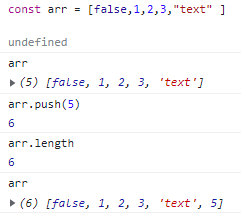 const arr = [false,1,2,3,"text" ]
undefined
arr
▶(5) [false, 1, 2, 3, 'text']
arr.push(5)
6
arr.length
6
arr
▶(6) [false, 1, 2, 3, 'text', 5]